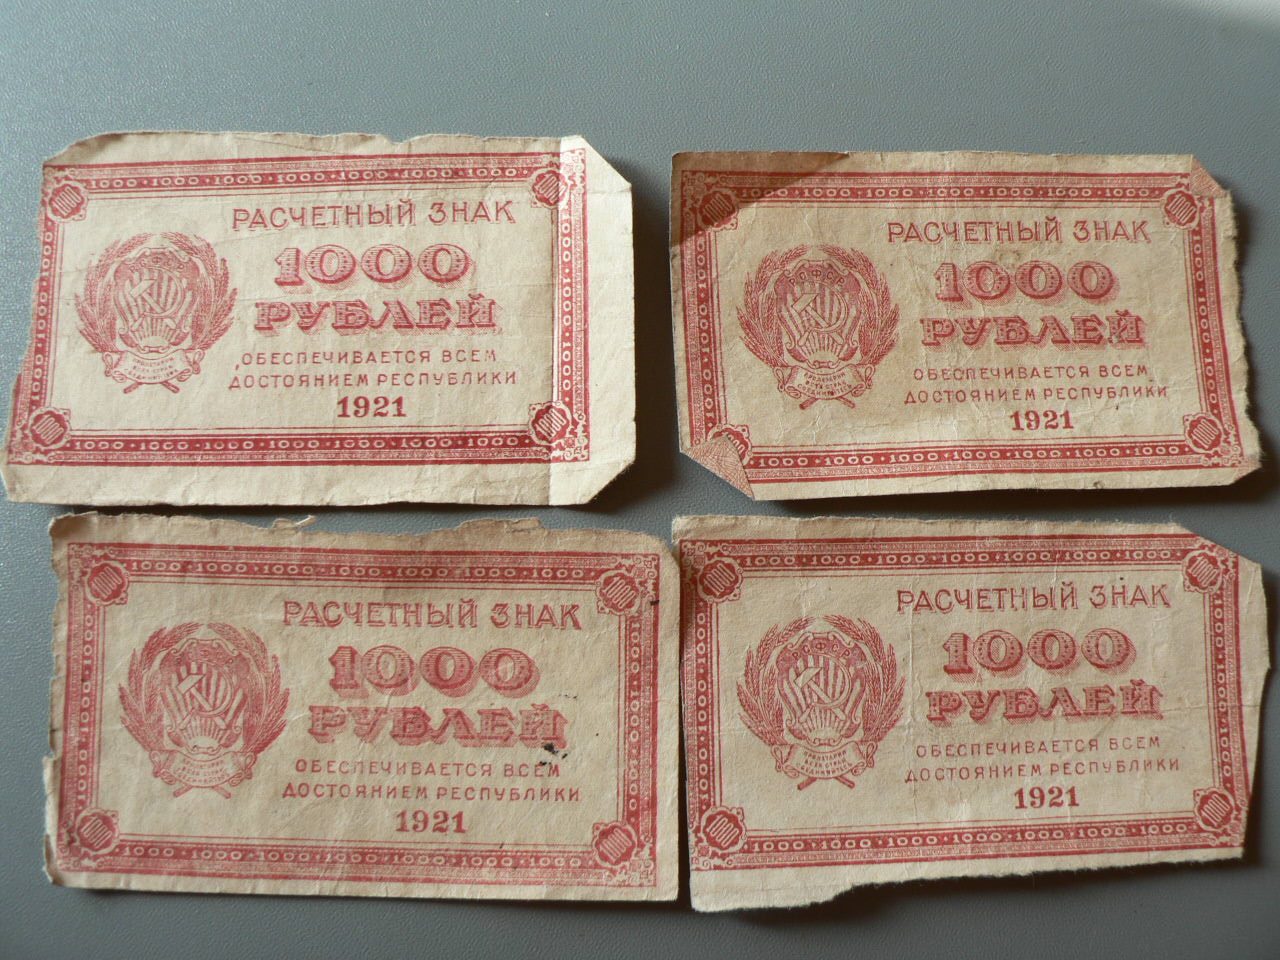 РАСЧЕТНЫЙ ЗНАК
1000
РУБЛЕЙ
ОБЕСПЕЧИВАЕТСЯ ВСЕМ
ДОСТОЯНИЕМ РЕСПУБЛИКИ
1921
РАСЧЕТНЫЙ ЗНАК
1000
РУБЛЕЙ
ОБЕСПЕЧИВАЕТСЯ ВСЕМ
ДОСТОЯНИЕМ РЕСПУБЛИКИ
1921
РАСЧЕТНЫЙ ЗНАК
1000
РУБЛЕЙ
ОБЕСПЕЧИВАЕТСЯ ВСЕМ
ДОСТОЯНИЕМ РЕСПУБЛИКИ
1921
РАСЧЕТНЫЙ ЗНАК
1000
РУБЛЕЙ
ОБЕСПЕЧИВАЕТСЯ ВСЕМ
ДОСТОЯНИЕМ РЕСПУБЛИКИ
1921